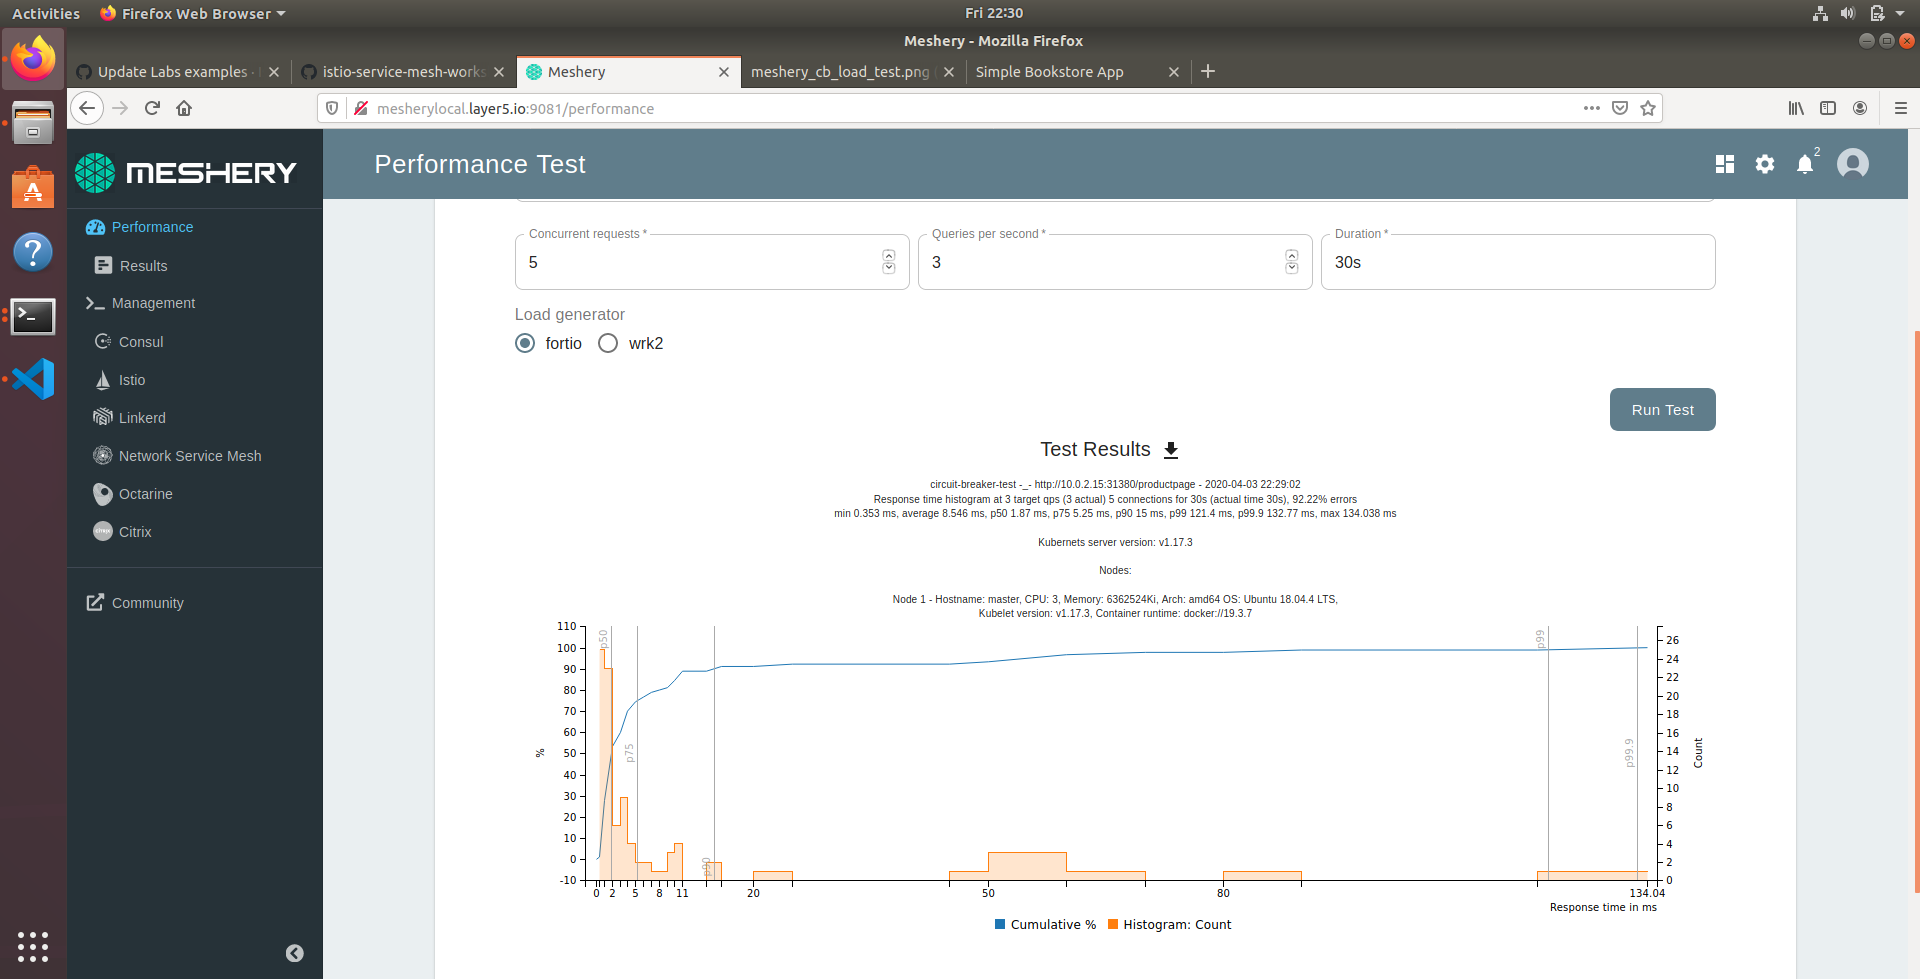 Activities Firefox Web Browser Fri 22:30
Meshery - Mozilla Firefox
Update Labs examples · istio-service-mesh-works Meshery meshery_cb_load_test.png Simple Bookstore App
mesherylocal.layer5.io:9081/performance
MESHERY
Performance Test
2
Performance
Results
Management
Consul
Istio
Linkerd
Network Service Mesh
Octarine
Citrix
Community
Concurrent requests * Queries per second * Duration *
5 3 30s
Load generator
fortio wrk2
Run Test
Test Results
circuit-breaker-test -_- http://10.0.2.15:31380/productpage - 2020-04-03 22:29:02
Response time histogram at 3 target qps (3 actual) 5 connections for 30s (actual time 30s), 92.22% errors
min 0.353 ms, average 8.546 ms, p50 1.87 ms, p75 5.25 ms, p90 15 ms, p99 121.4 ms, p99.9 132.77 ms, max 134.038 ms
Kubernets server version: v1.17.3
Nodes:
Node 1 - Hostname: master, CPU: 3, Memory: 6362524Ki, Arch: amd64 OS: Ubuntu 18.04.4 LTS,
Kubelet version: v1.17.3, Container runtime: docker://19.3.7
110
100
90
80
70
60
50
40
30
20
10
0
-10
%
p50
p75
p90
p99
p99.9
26
24
22
20
18
16
14
12
10
8
6
4
2
0
Count
0 2 5 8 11 20 50 80 134.04
Response time in ms
Cumulative % Histogram: Count